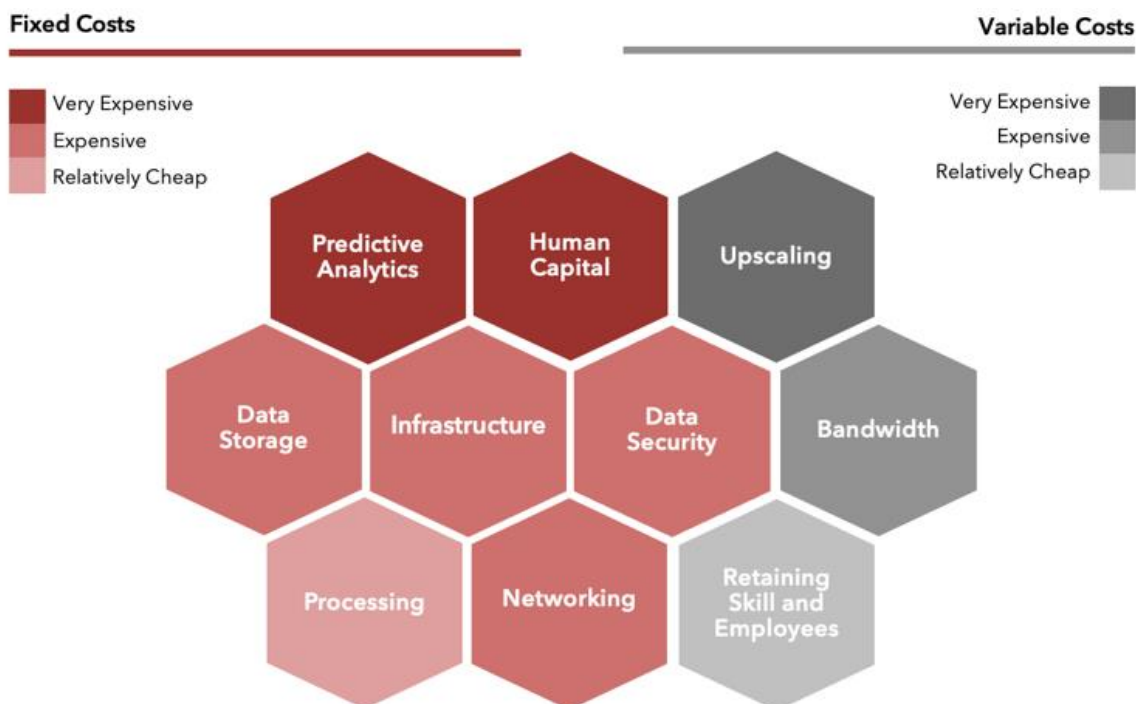 Fixed Costs
Variable Costs
Very Expensive
Expensive
Relatively Cheap
Very Expensive
Expensive
Relatively Cheap
Predictive
Analytics
Human
Capital
Upscaling
Data
Storage
Infrastructure
Data
Security
Bandwidth
Processing
Networking
Retaining
Skill and
Employees